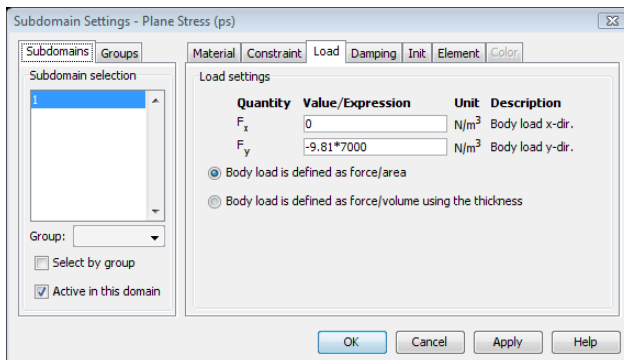 Subdomain Settings - Plane Stress (ps)
Subdomains Groups
Subdomain selection
1
Group:
Select by group
Active in this domain
Material Constraint Load Damping Init Element Color
Load settings
Quantity Value/Expression Unit Description
Fx 0 N/m³ Body load x-dir.
Fy -9.81*7000 N/m³ Body load y-dir.
Body load is defined as force/area
Body load is defined as force/volume using the thickness
OK Cancel Apply Help